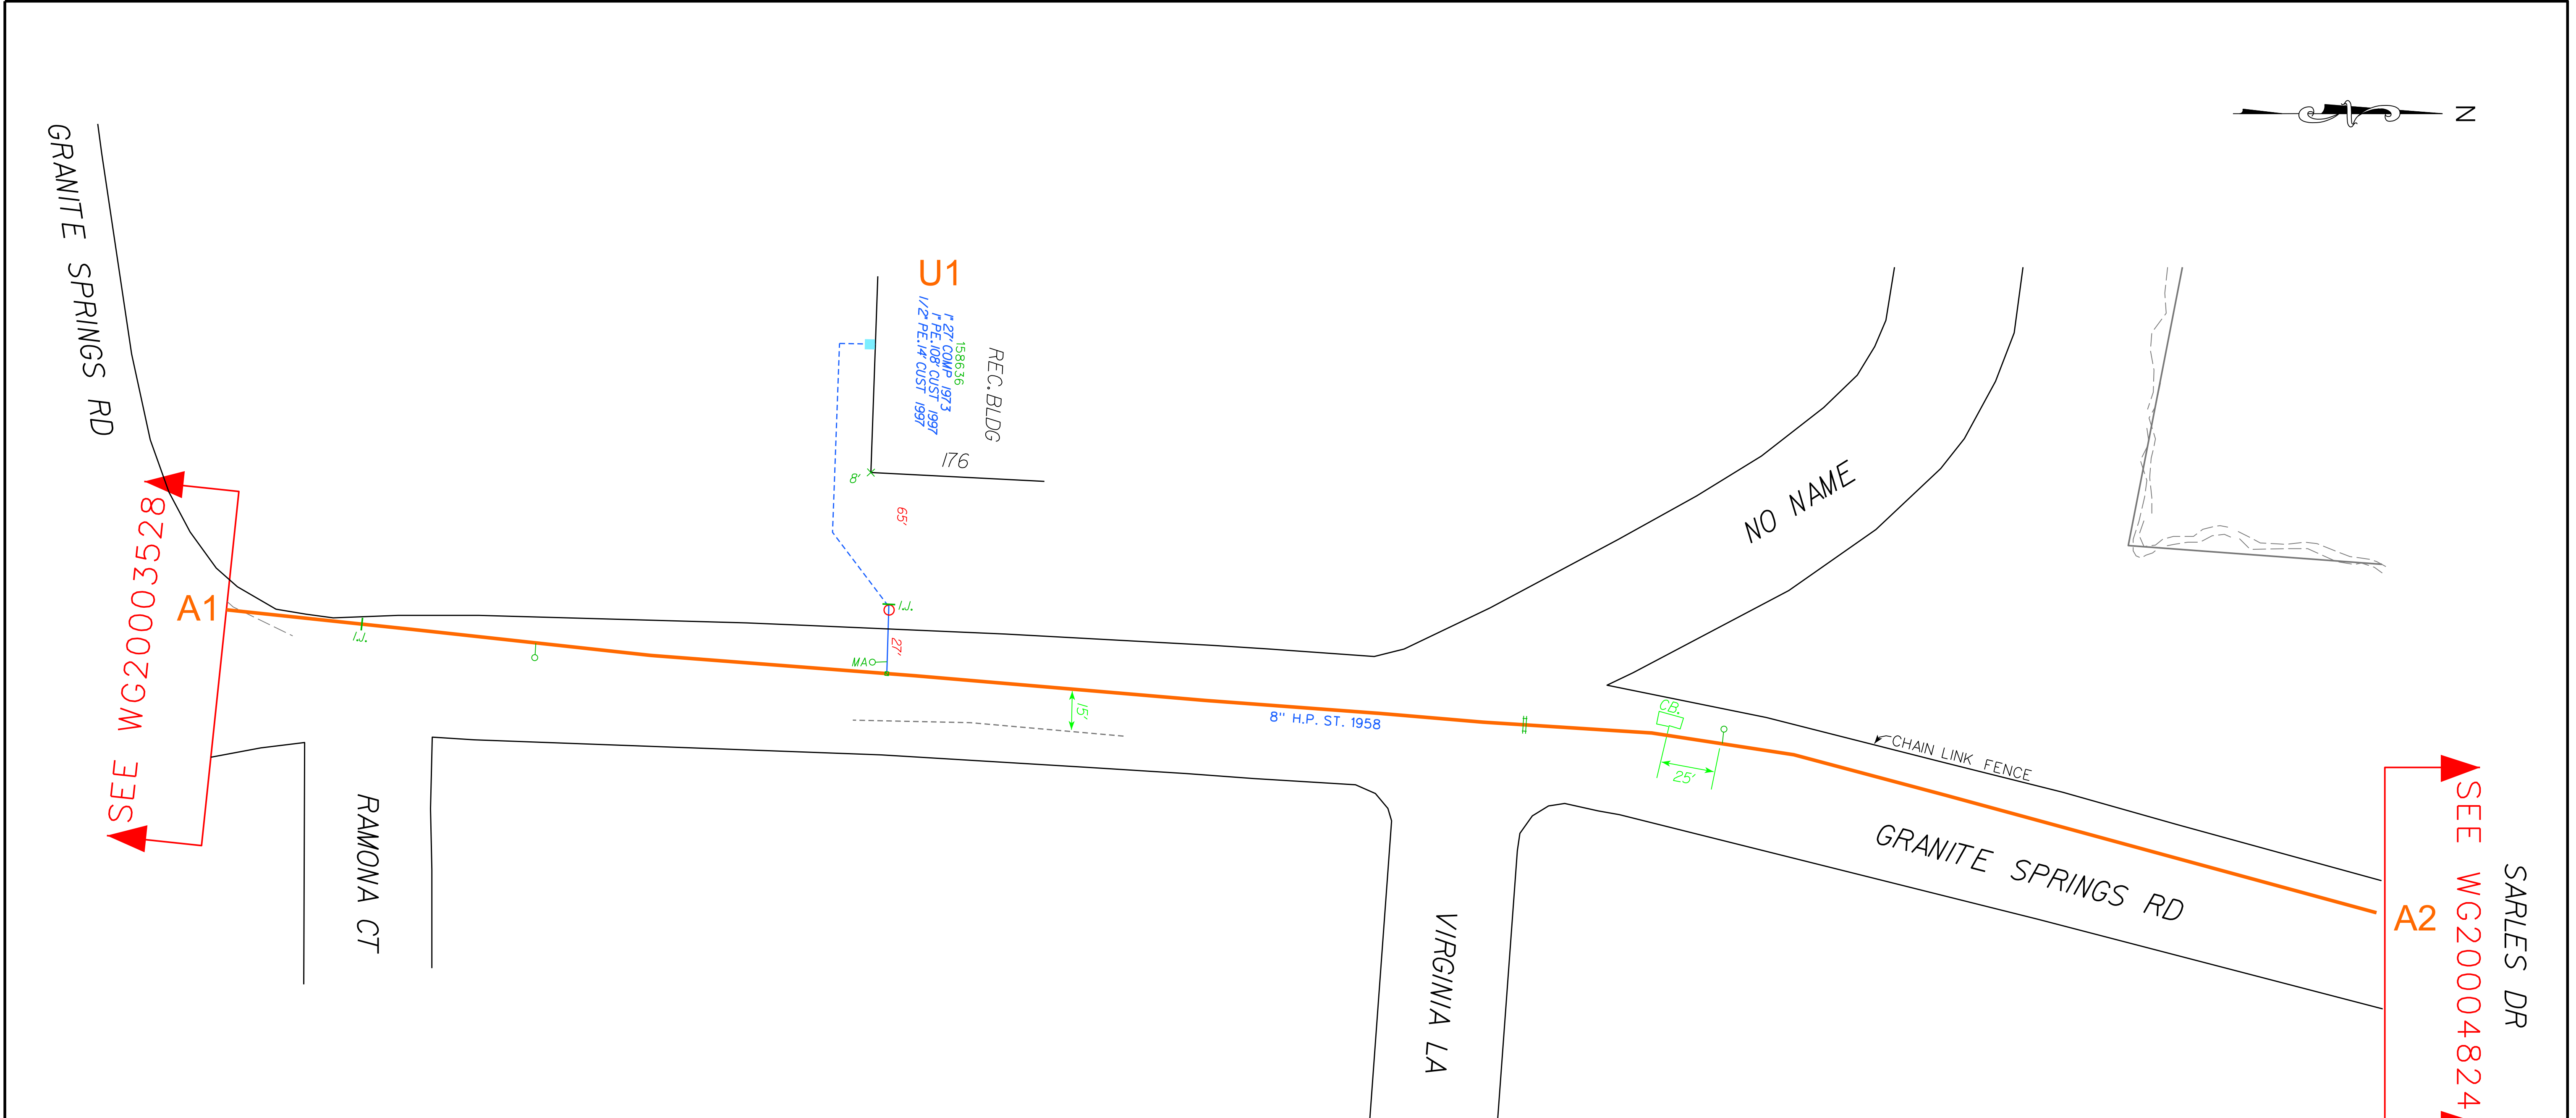 N
GRANITE SPRINGS RD
SEE WG20003528
A1
U1
158636
1" 27' COMP 1973
1" PE.108' CUST 1997
1/2" PE.14' CUST 1997
REC.BLDG
176
8'
65'
I.J.
27'
MA
I.J.
15'
8" H.P. ST. 1958
NO NAME
CB.
25'
CHAIN LINK FENCE
GRANITE SPRINGS RD
RAMONA CT
VIRGINIA LA
A2
SEE WG20004824
SARLES DR